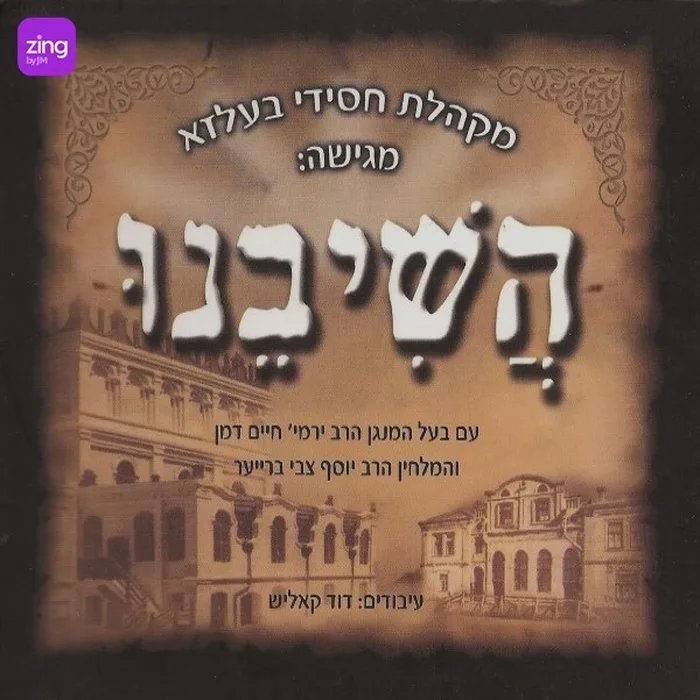 zing
by JM
מקהלת חסידי בעלזא
מגישה:
הֲשִׁיבֵנוּ
עם בעל המנגן הרב ירמי׳ חיים דמן
והמלחין הרב יוסף צבי ברייער
עיבודים: דוד קאליש